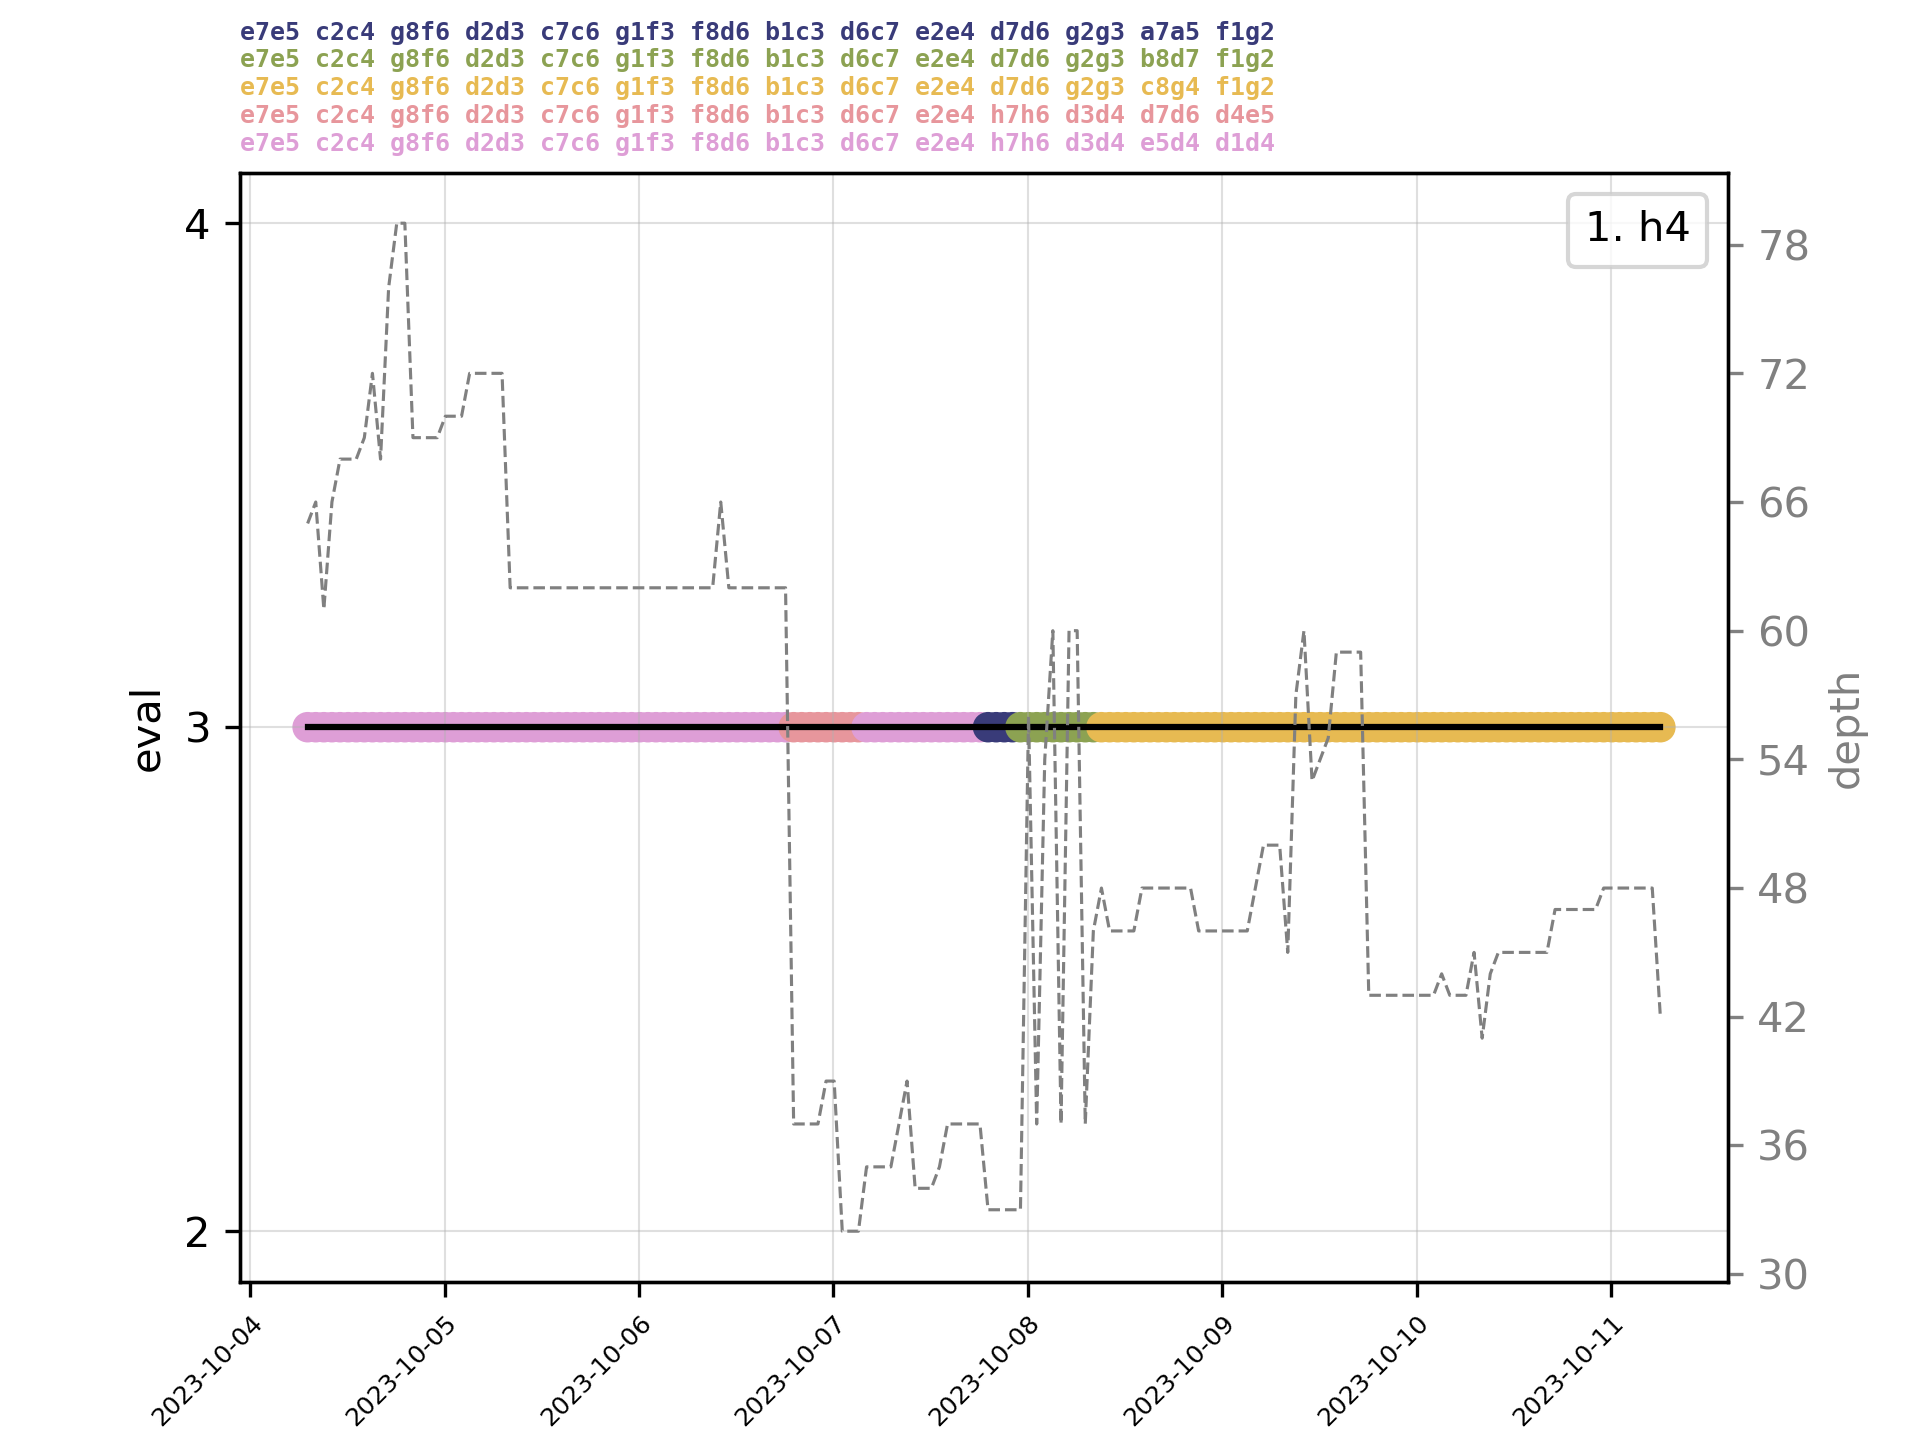 e7e5 c2c4 g8f6 d2d3 c7c6 g1f3 f8d6 b1c3 d6c7 e2e4 d7d6 g2g3 a7a5 f1g2
e7e5 c2c4 g8f6 d2d3 c7c6 g1f3 f8d6 b1c3 d6c7 e2e4 d7d6 g2g3 b8d7 f1g2
e7e5 c2c4 g8f6 d2d3 c7c6 g1f3 f8d6 b1c3 d6c7 e2e4 d7d6 g2g3 c8g4 f1g2
e7e5 c2c4 g8f6 d2d3 c7c6 g1f3 f8d6 b1c3 d6c7 e2e4 h7h6 d3d4 d7d6 d4e5
e7e5 c2c4 g8f6 d2d3 c7c6 g1f3 f8d6 b1c3 d6c7 e2e4 h7h6 d3d4 e5d4 d1d4
1. h4
4
3
2
eval
78
72
66
60
54
48
42
36
30
depth
2023-10-04
2023-10-05
2023-10-06
2023-10-07
2023-10-08
2023-10-09
2023-10-10
2023-10-11